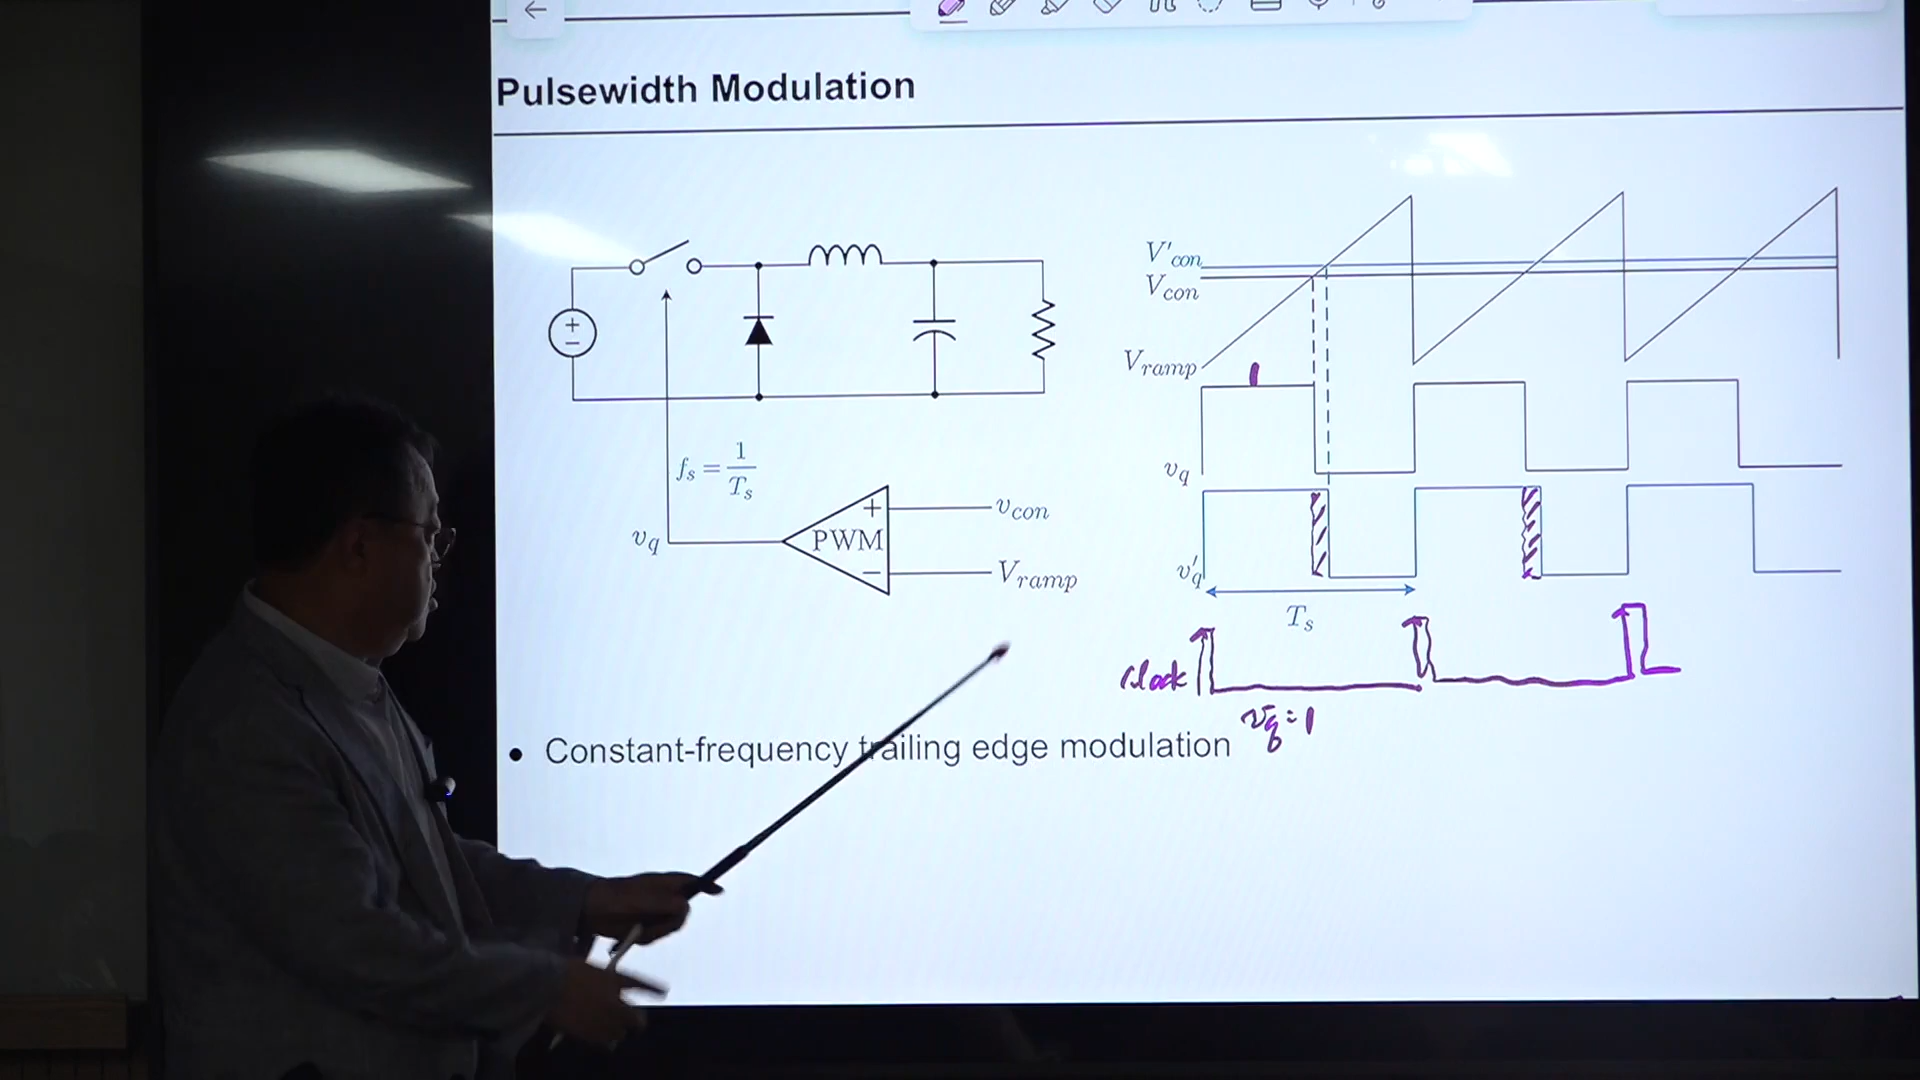 Pulsewidth Modulation
V'con
Vcon
Vramp
vq
v'q
Ts
fs = 1/Ts
vq
+
PWM
−
vcon
Vramp
+
−
Clock
vq = 1
• Constant-frequency trailing edge modulation